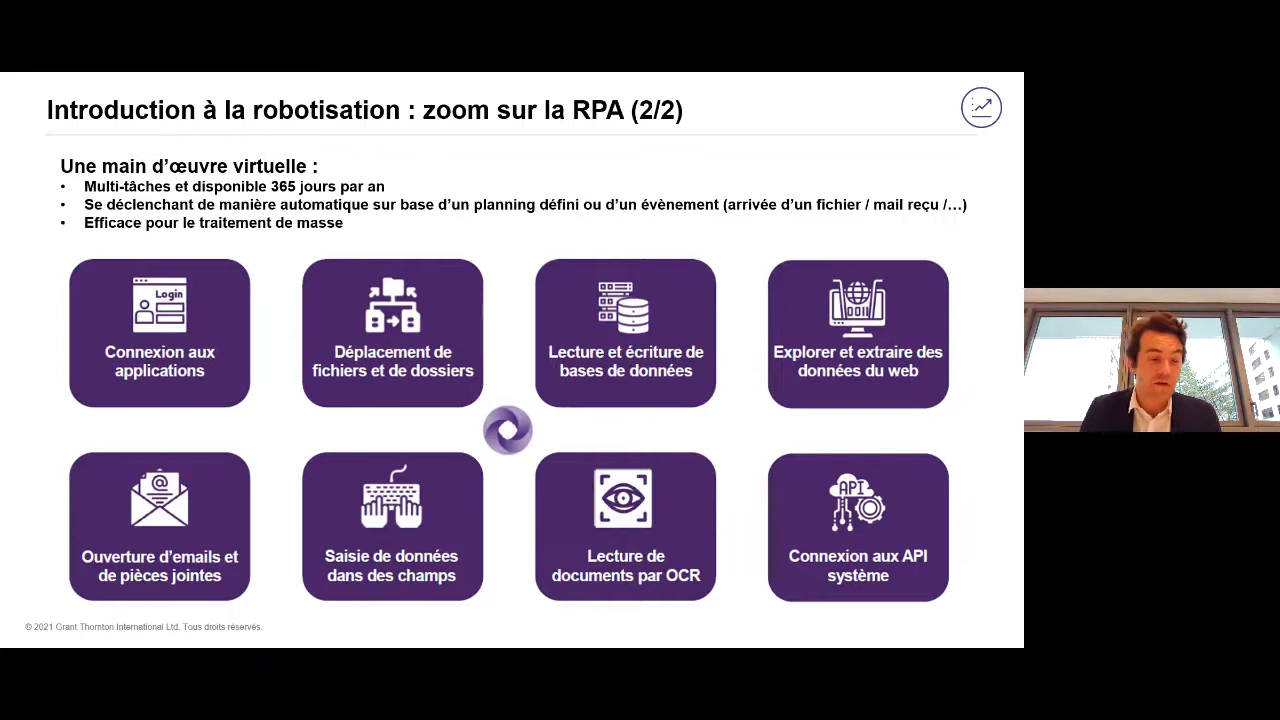 Introduction à la robotisation : zoom sur la RPA (2/2)
Une main d’œuvre virtuelle :
• Multi-tâches et disponible 365 jours par an
• Se déclenchant de manière automatique sur base d’un planning défini ou d’un évènement (arrivée d’un fichier / mail reçu /…)
• Efficace pour le traitement de masse
Login
Connexion aux
applications
Déplacement de
fichiers et de dossiers
Lecture et écriture de
bases de données
Explorer et extraire des
données du web
@
Ouverture d’emails et
de pièces jointes
Saisie de données
dans des champs
Lecture de
documents par OCR
API
Connexion aux API
système
© 2021 Grant Thornton International Ltd. Tous droits réservés.